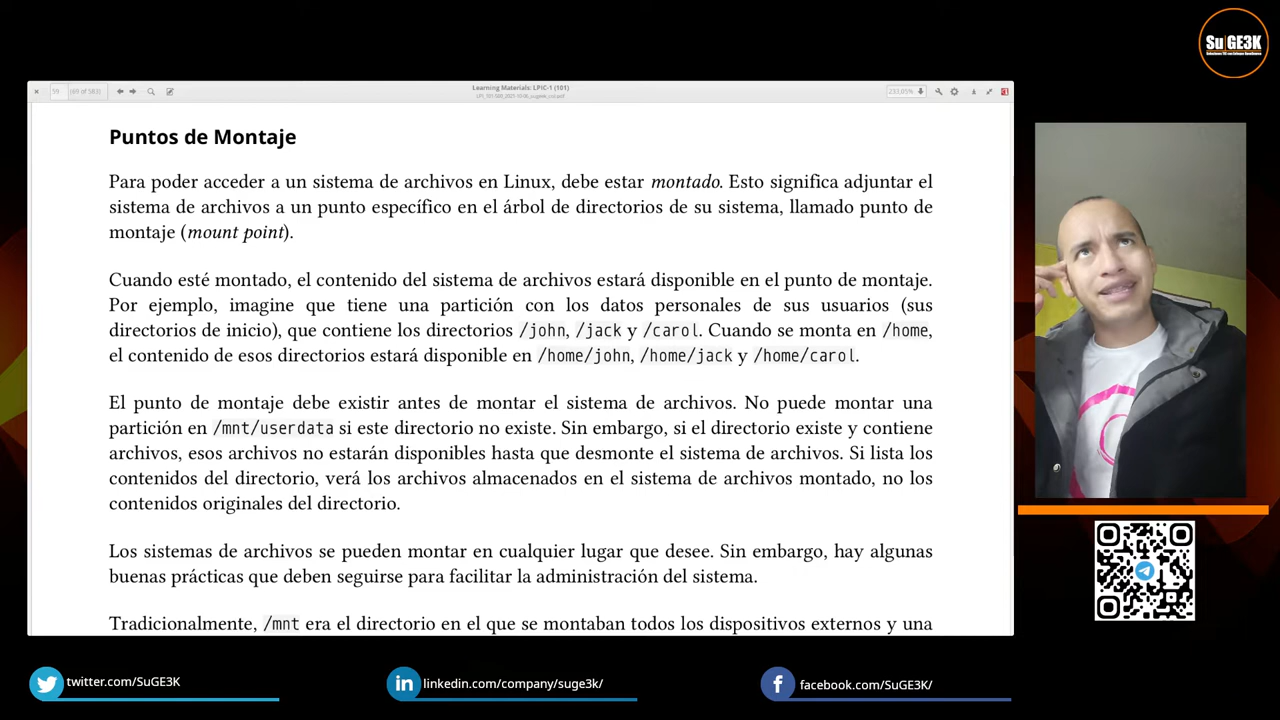 Su GE3K
59 (69 of 583)
Learning Materials: LPIC-1 (101)
233,05%
Puntos de Montaje
Para poder acceder a un sistema de archivos en Linux, debe estar montado. Esto significa adjuntar el
sistema de archivos a un punto específico en el árbol de directorios de su sistema, llamado punto de
montaje (mount point).
Cuando esté montado, el contenido del sistema de archivos estará disponible en el punto de montaje.
Por ejemplo, imagine que tiene una partición con los datos personales de sus usuarios (sus
directorios de inicio), que contiene los directorios /john, /jack y /carol. Cuando se monta en /home,
el contenido de esos directorios estará disponible en /home/john, /home/jack y /home/carol.
El punto de montaje debe existir antes de montar el sistema de archivos. No puede montar una
partición en /mnt/userdata si este directorio no existe. Sin embargo, si el directorio existe y contiene
archivos, esos archivos no estarán disponibles hasta que desmonte el sistema de archivos. Si lista los
contenidos del directorio, verá los archivos almacenados en el sistema de archivos montado, no los
contenidos originales del directorio.
Los sistemas de archivos se pueden montar en cualquier lugar que desee. Sin embargo, hay algunas
buenas prácticas que deben seguirse para facilitar la administración del sistema.
Tradicionalmente, /mnt era el directorio en el que se montaban todos los dispositivos externos y una
twitter.com/SuGE3K
linkedin.com/company/suge3k/
facebook.com/SuGE3K/